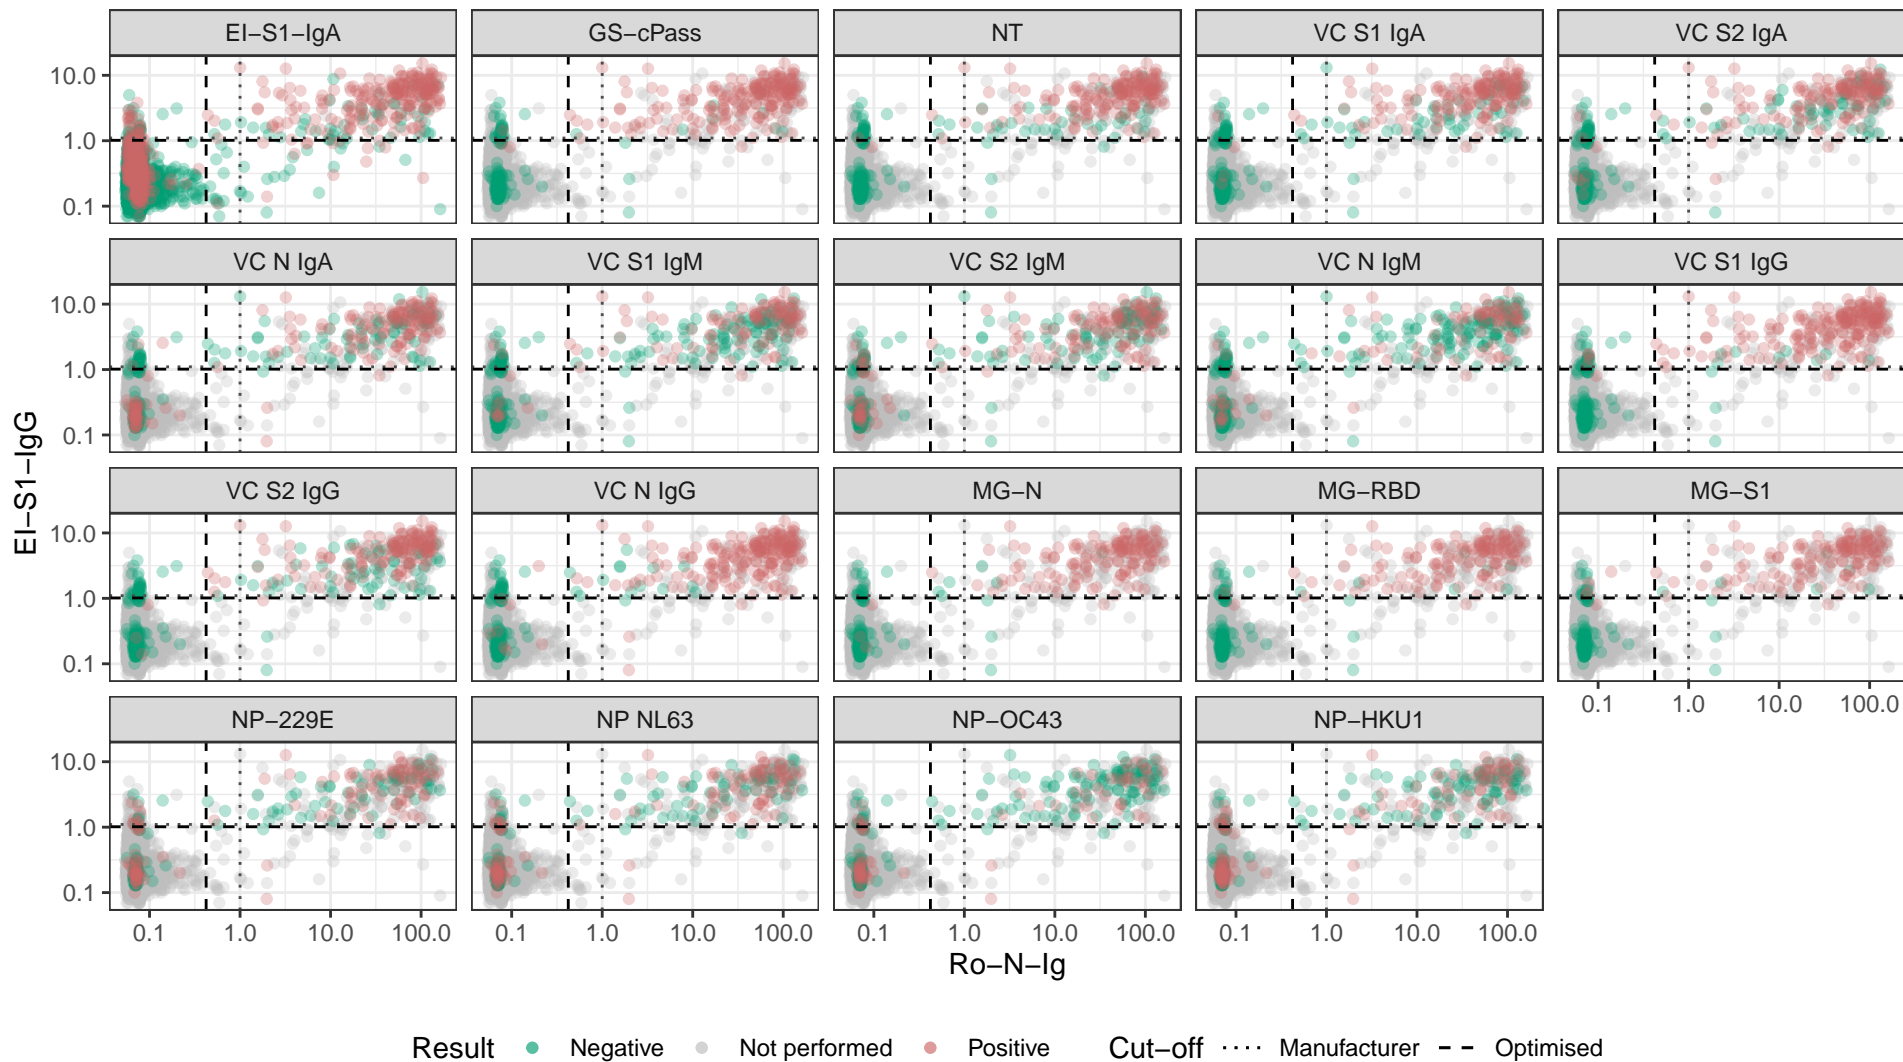 EI−S1−IgA
GS−cPass
NT
VC S1 IgA
VC S2 IgA
10.0
1.0
0.1
VC N IgA
VC S1 IgM
VC S2 IgM
VC N IgM
VC S1 IgG
10.0
1.0
0.1
VC S2 IgG
VC N IgG
MG−N
MG−RBD
MG−S1
10.0
1.0
0.1
0.1 1.0 10.0 100.0
NP−229E
NP NL63
NP−OC43
NP−HKU1
10.0
1.0
0.1
0.1 1.0 10.0 100.0
0.1 1.0 10.0 100.0
0.1 1.0 10.0 100.0
0.1 1.0 10.0 100.0
EI−S1−IgG
Ro−N−Ig
Result Negative Not performed Positive Cut−off Manufacturer Optimised